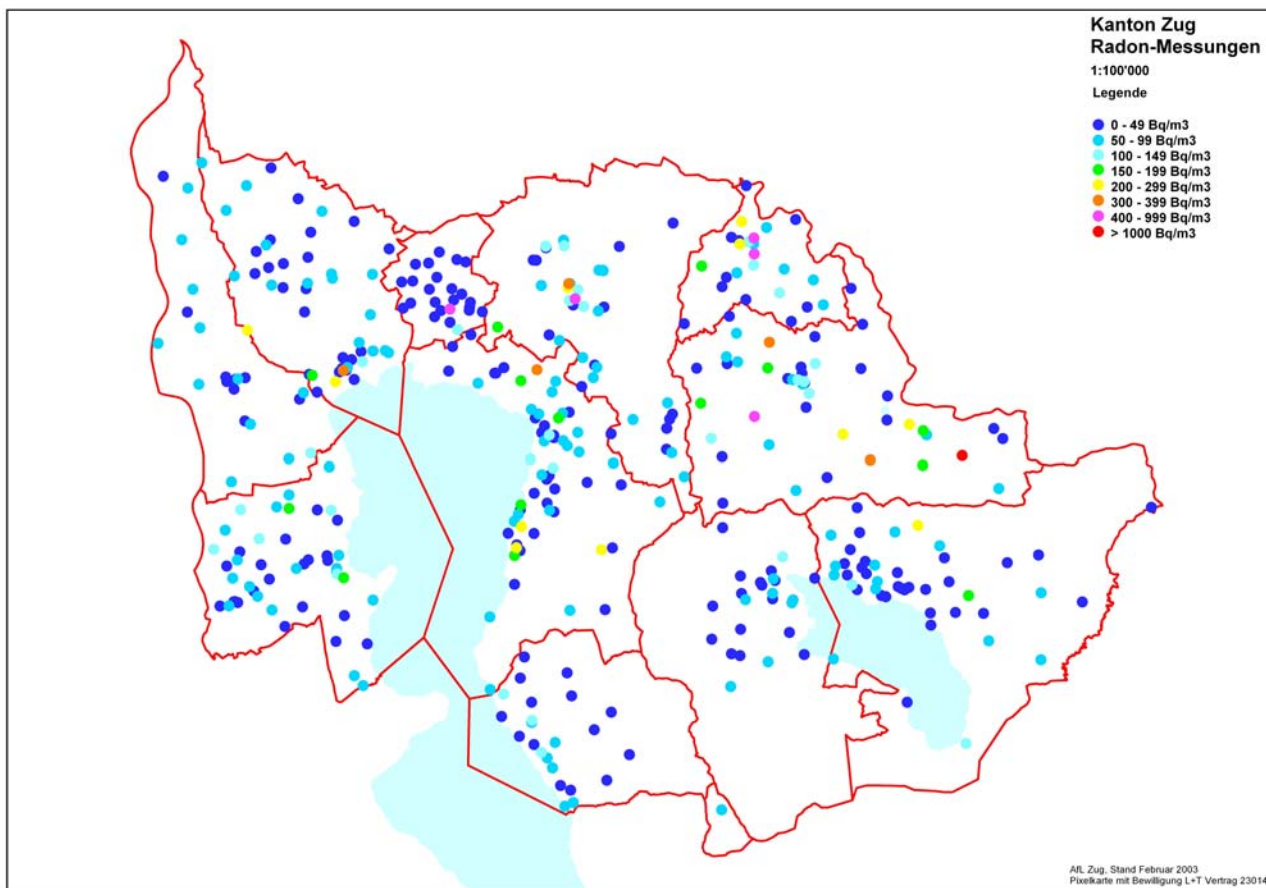 Kanton Zug
Radon-Messungen
1:100'000
Legende
0 - 49 Bq/m3
50 - 99 Bq/m3
100 - 149 Bq/m3
150 - 199 Bq/m3
200 - 299 Bq/m3
300 - 399 Bq/m3
400 - 999 Bq/m3
> 1000 Bq/m3
AfL Zug, Stand Februar 2003
Pixelkarte mit Bewilligung L+T Vertrag 23014